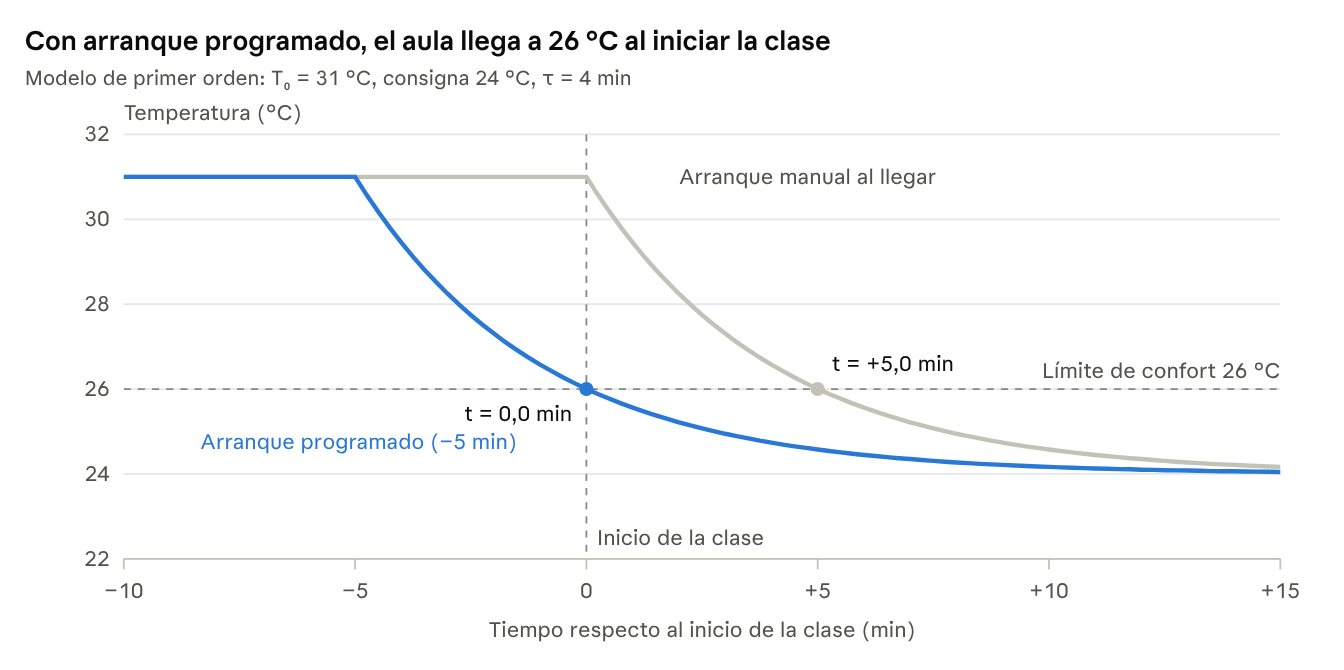 Con arranque programado, el aula llega a 26 °C al iniciar la clase
Modelo de primer orden: T₀ = 31 °C, consigna 24 °C, τ = 4 min
Temperatura (°C)
32
Arranque manual al llegar
30
28
t = +5,0 min
Límite de confort 26 °C
26
t = 0,0 min
Arranque programado (−5 min)
24
Inicio de la clase
22
−10 −5 0 +5 +10 +15
Tiempo respecto al inicio de la clase (min)